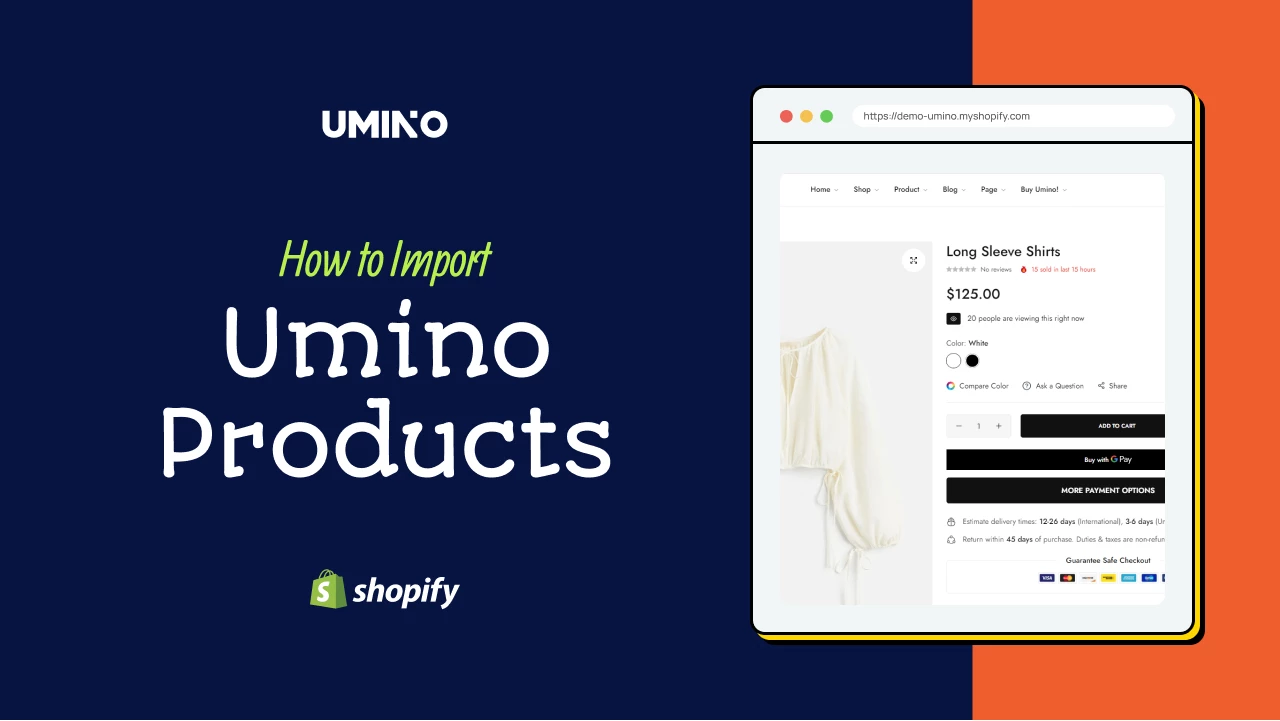 UMINO
How to Import
Umino
Products
shopify
https://demo-umino.myshopify.com
Home Shop Product Blog Page Buy Umino!
Long Sleeve Shirts
No reviews 15 sold in last 15 hours
$125.00
20 people are viewing this right now
Color: White
Compare Color Ask a Question Share
− 1 + ADD TO CART
Buy with G Pay
MORE PAYMENT OPTIONS
Estimate delivery times: 12-26 days (International), 3-6 days (Un
Return within 45 days of purchase. Duties & taxes are non-refun
Guarantee Safe Checkout
VISA